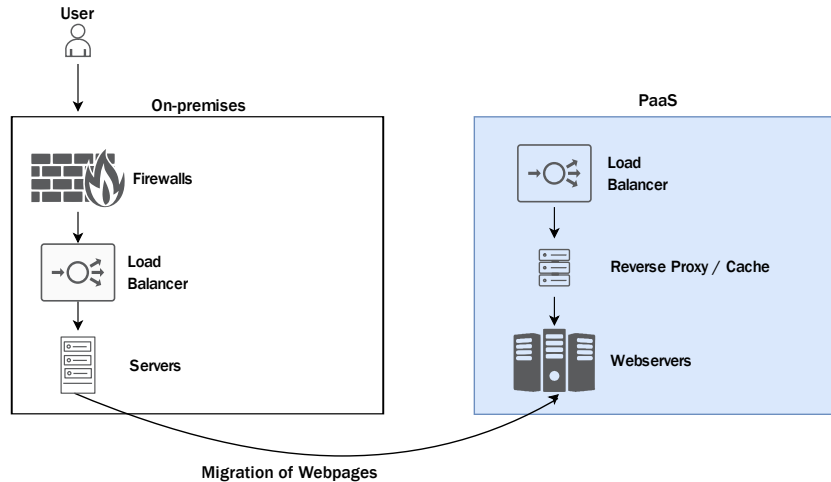 User
On-premises
Firewalls
Load
Balancer
Servers
PaaS
Load
Balancer
Reverse Proxy / Cache
Webservers
Migration of Webpages